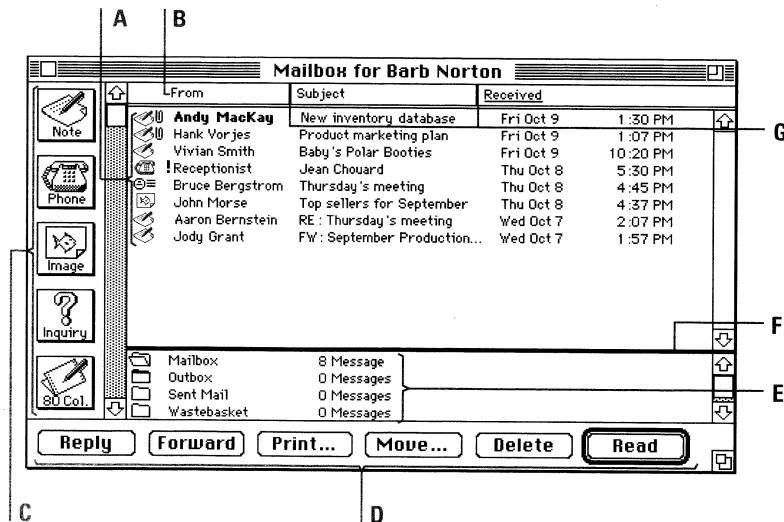 A B
Mailbox for Barb Norton
From Subject Received
Note
Andy MacKay New inventory database Fri Oct 9 1:30 PM
G
Hank Vorjes Product marketing plan Fri Oct 9 1:07 PM
Vivian Smith Baby's Polar Booties Fri Oct 9 10:20 PM
Phone
!Receptionist Jean Chouard Thu Oct 8 5:30 PM
Bruce Bergstrom Thursday's meeting Thu Oct 8 4:45 PM
John Morse Top sellers for September Thu Oct 8 4:37 PM
Aaron Bernstein RE: Thursday's meeting Wed Oct 7 2:07 PM
Jody Grant FW: September Production... Wed Oct 7 1:57 PM
Image
Inquiry
F
Mailbox 8 Message
Outbox 0 Messages
E
Sent Mail 0 Messages
80 Col.
Wastebasket 0 Messages
Reply Forward Print... Move... Delete Read
C D